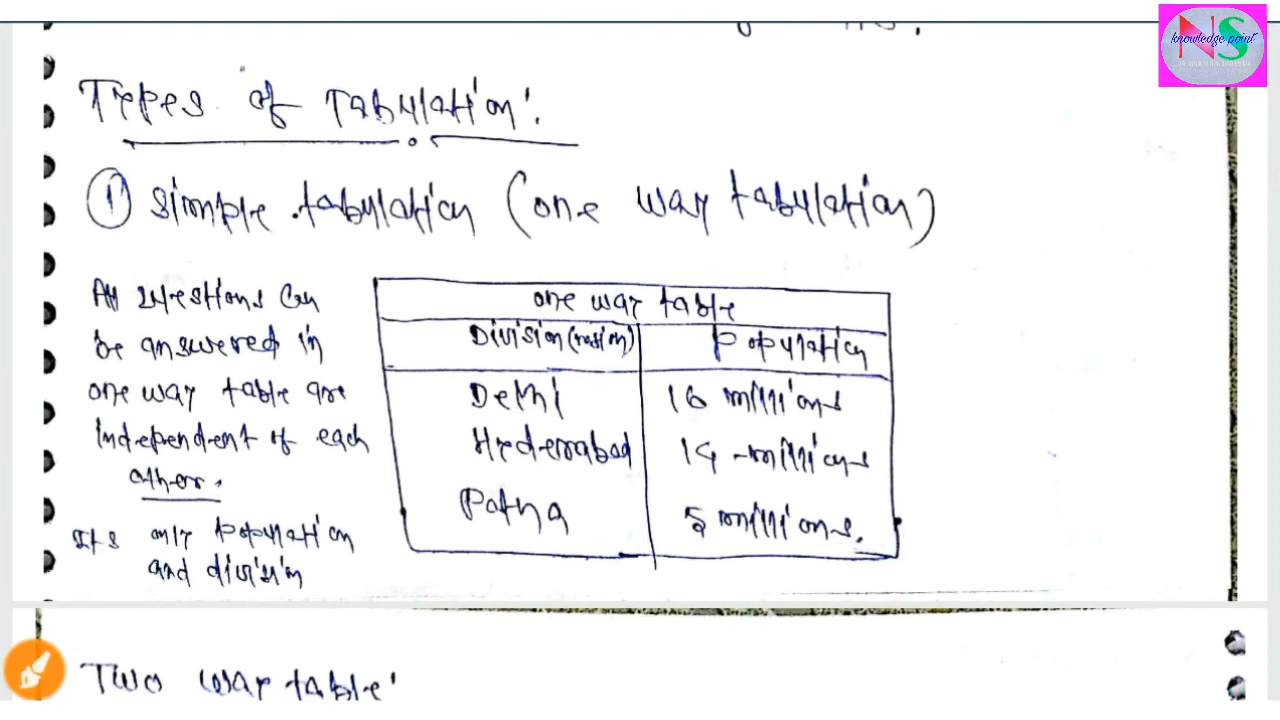 NS
knowledge point
Types of Tabulation:
① Simple tabulation (one way tabulation)
All questions can
be answered in
one way table are
independent of each
others.
Its only population
and division
one way table
Division (region) Population
Delhi 16 millions
Hyderabad 14 millions
Patna 5 millions.
Two way table: